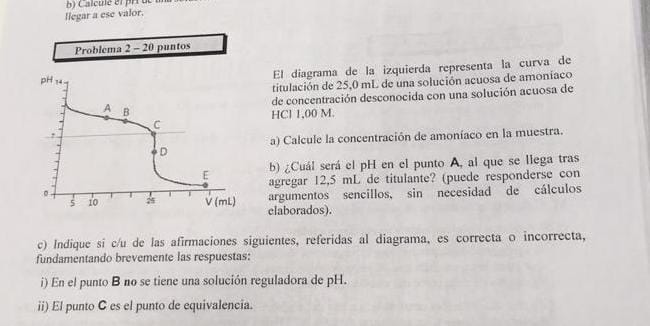 b) Calcule el
llegar a ese valor.
Problema 2 – 20 puntos
pH 14
A
B
C
D
E
0
5
10
25
V (mL)
El diagrama de la izquierda representa la curva de
titulación de 25,0 mL de una solución acuosa de amoníaco
de concentración desconocida con una solución acuosa de
HCl 1,00 M.
a) Calcule la concentración de amoníaco en la muestra.
b) ¿Cuál será el pH en el punto A, al que se llega tras
agregar 12,5 mL de titulante? (puede responderse con
argumentos sencillos, sin necesidad de cálculos
elaborados).
c) Indique si c/u de las afirmaciones siguientes, referidas al diagrama, es correcta o incorrecta,
fundamentando brevemente las respuestas:
i) En el punto B no se tiene una solución reguladora de pH.
ii) El punto C es el punto de equivalencia.